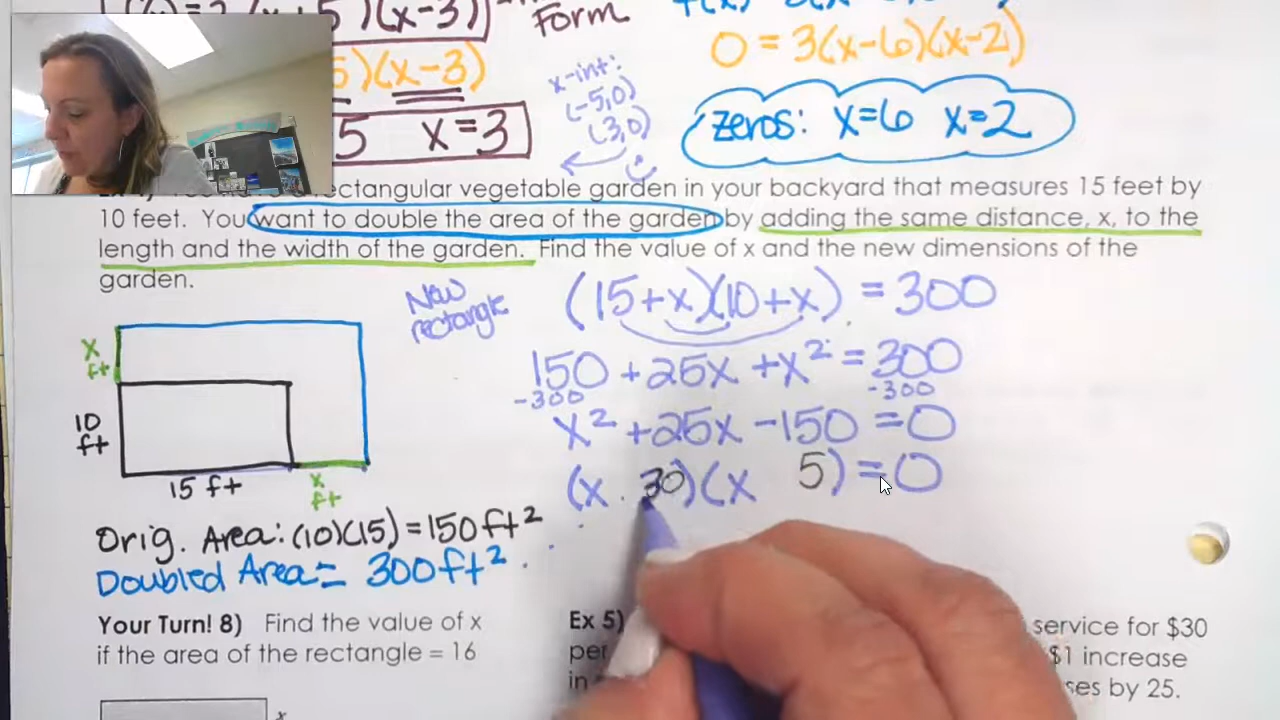 )(x-3)
Form
0 = 3(x-6)(x-2)
)(x-3)
x-int:
(-5,0)
(3,0)
5 x=3
zeros: x=6 x=2
rectangular vegetable garden in your backyard that measures 15 feet by
10 feet. You want to double the area of the garden by adding the same distance, x, to the
length and the width of the garden. Find the value of x and the new dimensions of the
garden.
New
rectangle
(15+x)(10+x) = 300
x
ft
150 +25x +x² = 300
-300 -300
10
ft
x² +25x -150 =0
(x 30)(x 5) =0
15 ft
x
ft
Orig. Area: (10)(15) = 150 ft²
Doubled Area = 300 ft²
Your Turn! 8) Find the value of x
if the area of the rectangle = 16
x
Ex 5)
service for $30
per
$1 increase
in
ses by 25.